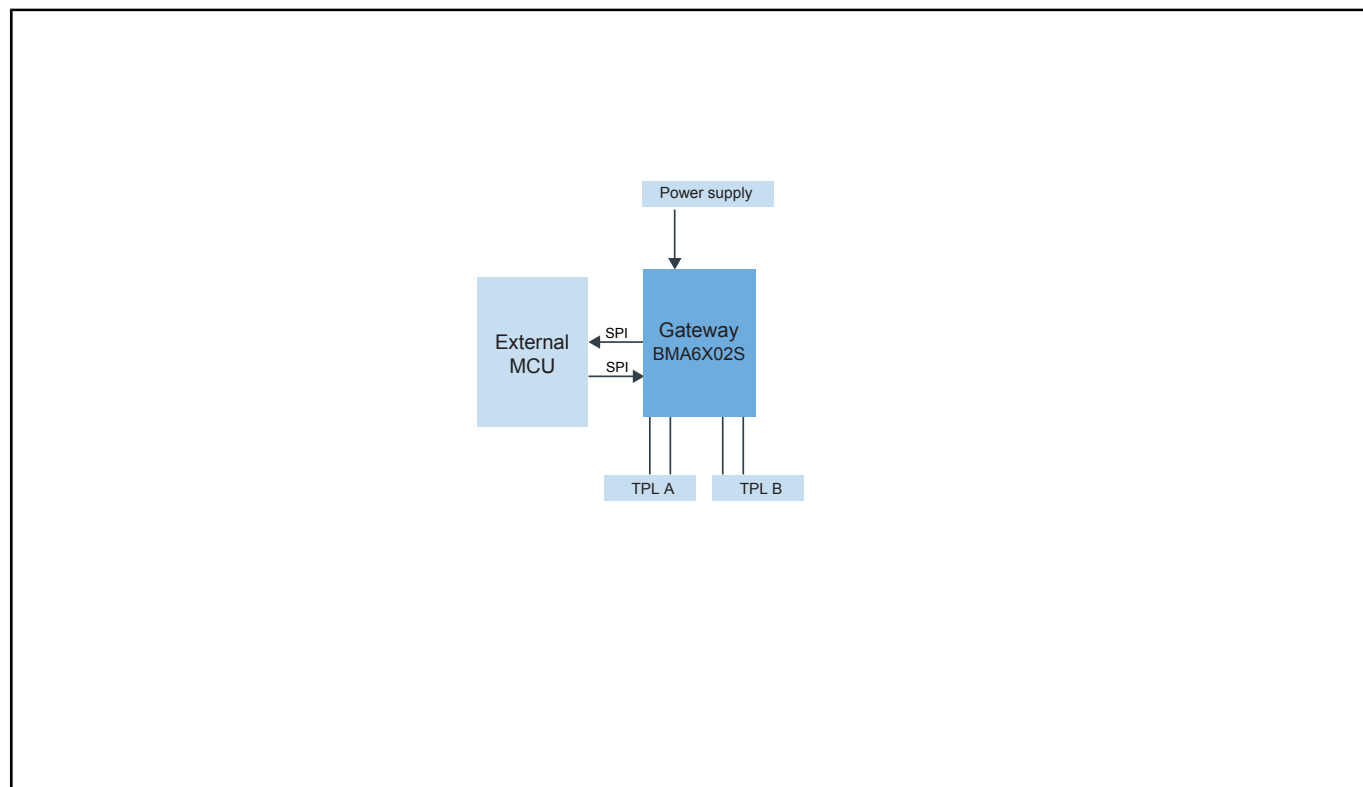 Power supply
External
MCU
SPI
SPI
Gateway
BMA6X02S
TPL A
TPL B